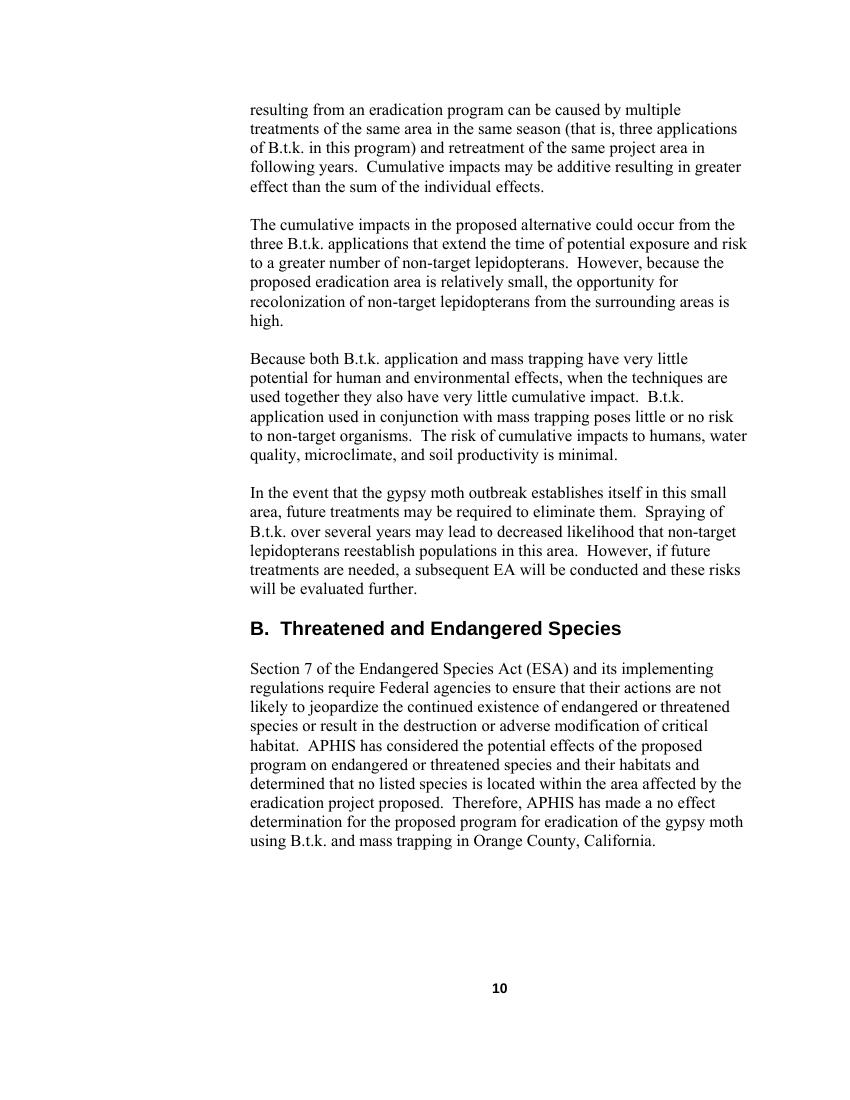 resulting from an eradication program can be caused by multiple
treatments of the same area in the same season (that is, three applications
of B.t.k. in this program) and retreatment of the same project area in
following years.  Cumulative impacts may be additive resulting in greater
effect than the sum of the individual effects.
The cumulative impacts in the proposed alternative could occur from the
three B.t.k. applications that extend the time of potential exposure and risk
to a greater number of non-target lepidopterans.  However, because the
proposed eradication area is relatively small, the opportunity for
recolonization of non-target lepidopterans from the surrounding areas is
high.
Because both B.t.k. application and mass trapping have very little
potential for human and environmental effects, when the techniques are
used together they also have very little cumulative impact.  B.t.k.
application used in conjunction with mass trapping poses little or no risk
to non-target organisms.  The risk of cumulative impacts to humans, water
quality, microclimate, and soil productivity is minimal.
In the event that the gypsy moth outbreak establishes itself in this small
area, future treatments may be required to eliminate them.  Spraying of
B.t.k. over several years may lead to decreased likelihood that non-target
lepidopterans reestablish populations in this area.  However, if future
treatments are needed, a subsequent EA will be conducted and these risks
will be evaluated further.
B.  Threatened and Endangered Species
Section 7 of the Endangered Species Act (ESA) and its implementing
regulations require Federal agencies to ensure that their actions are not
likely to jeopardize the continued existence of endangered or threatened
species or result in the destruction or adverse modification of critical
habitat.  APHIS has considered the potential effects of the proposed
program on endangered or threatened species and their habitats and
determined that no listed species is located within the area affected by the
eradication project proposed.  Therefore, APHIS has made a no effect
determination for the proposed program for eradication of the gypsy moth
using B.t.k. and mass trapping in Orange County, California.
10